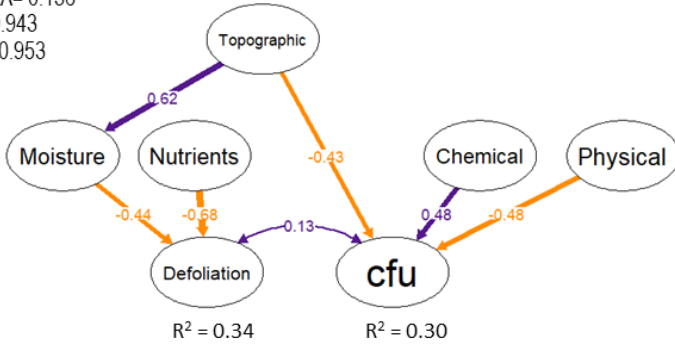 0.943
0.953
Topographic
0.62
Moisture
Nutrients
-0.43
Chemical
Physical
-0.44
-0.68
0.13
0.48
-0.48
Defoliation
cfu
R² = 0.34
R² = 0.30